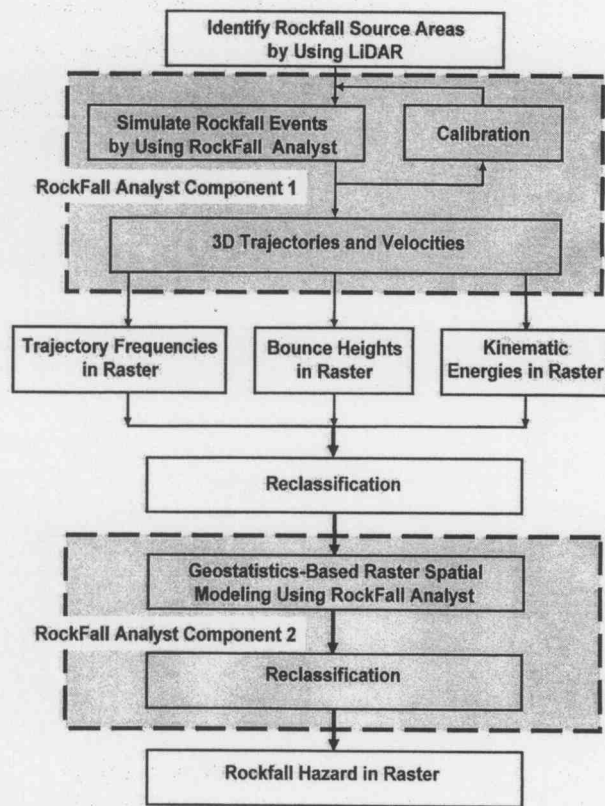 Identify Rockfall Source Areas
by Using LiDAR
Simulate Rockfall Events
by Using RockFall Analyst
Calibration
RockFall Analyst Component 1
3D Trajectories and Velocities
Trajectory Frequencies
in Raster
Bounce Heights
in Raster
Kinematic
Energies in Raster
Reclassification
Geostatistics-Based Raster Spatial
Modeling Using RockFall Analyst
RockFall Analyst Component 2
Reclassification
Rockfall Hazard in Raster